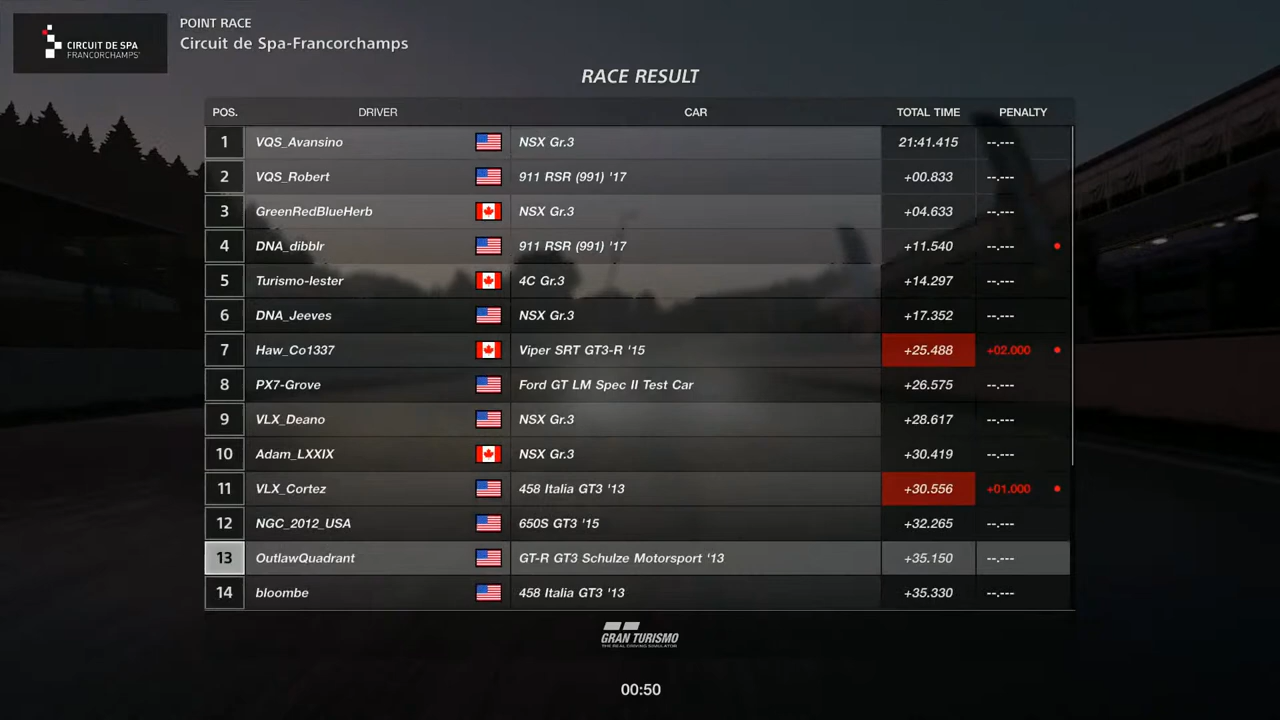 CIRCUIT DE SPA
FRANCORCHAMPS
POINT RACE
Circuit de Spa-Francorchamps
RACE RESULT
POS. DRIVER CAR TOTAL TIME PENALTY
1 VQS_Avansino NSX Gr.3 21:41.415 --.---
2 VQS_Robert 911 RSR (991) '17 +00.833 --.---
3 GreenRedBlueHerb NSX Gr.3 +04.633 --.---
4 DNA_dibblr 911 RSR (991) '17 +11.540 --.---
5 Turismo-lester 4C Gr.3 +14.297 --.---
6 DNA_Jeeves NSX Gr.3 +17.352 --.---
7 Haw_Co1337 Viper SRT GT3-R '15 +25.488 +02.000
8 PX7-Grove Ford GT LM Spec II Test Car +26.575 --.---
9 VLX_Deano NSX Gr.3 +28.617 --.---
10 Adam_LXXIX NSX Gr.3 +30.419 --.---
11 VLX_Cortez 458 Italia GT3 '13 +30.556 +01.000
12 NGC_2012_USA 650S GT3 '15 +32.265 --.---
13 OutlawQuadrant GT-R GT3 Schulze Motorsport '13 +35.150 --.---
14 bloombe 458 Italia GT3 '13 +35.330 --.---
GRAN TURISMO
THE REAL DRIVING SIMULATOR
00:50